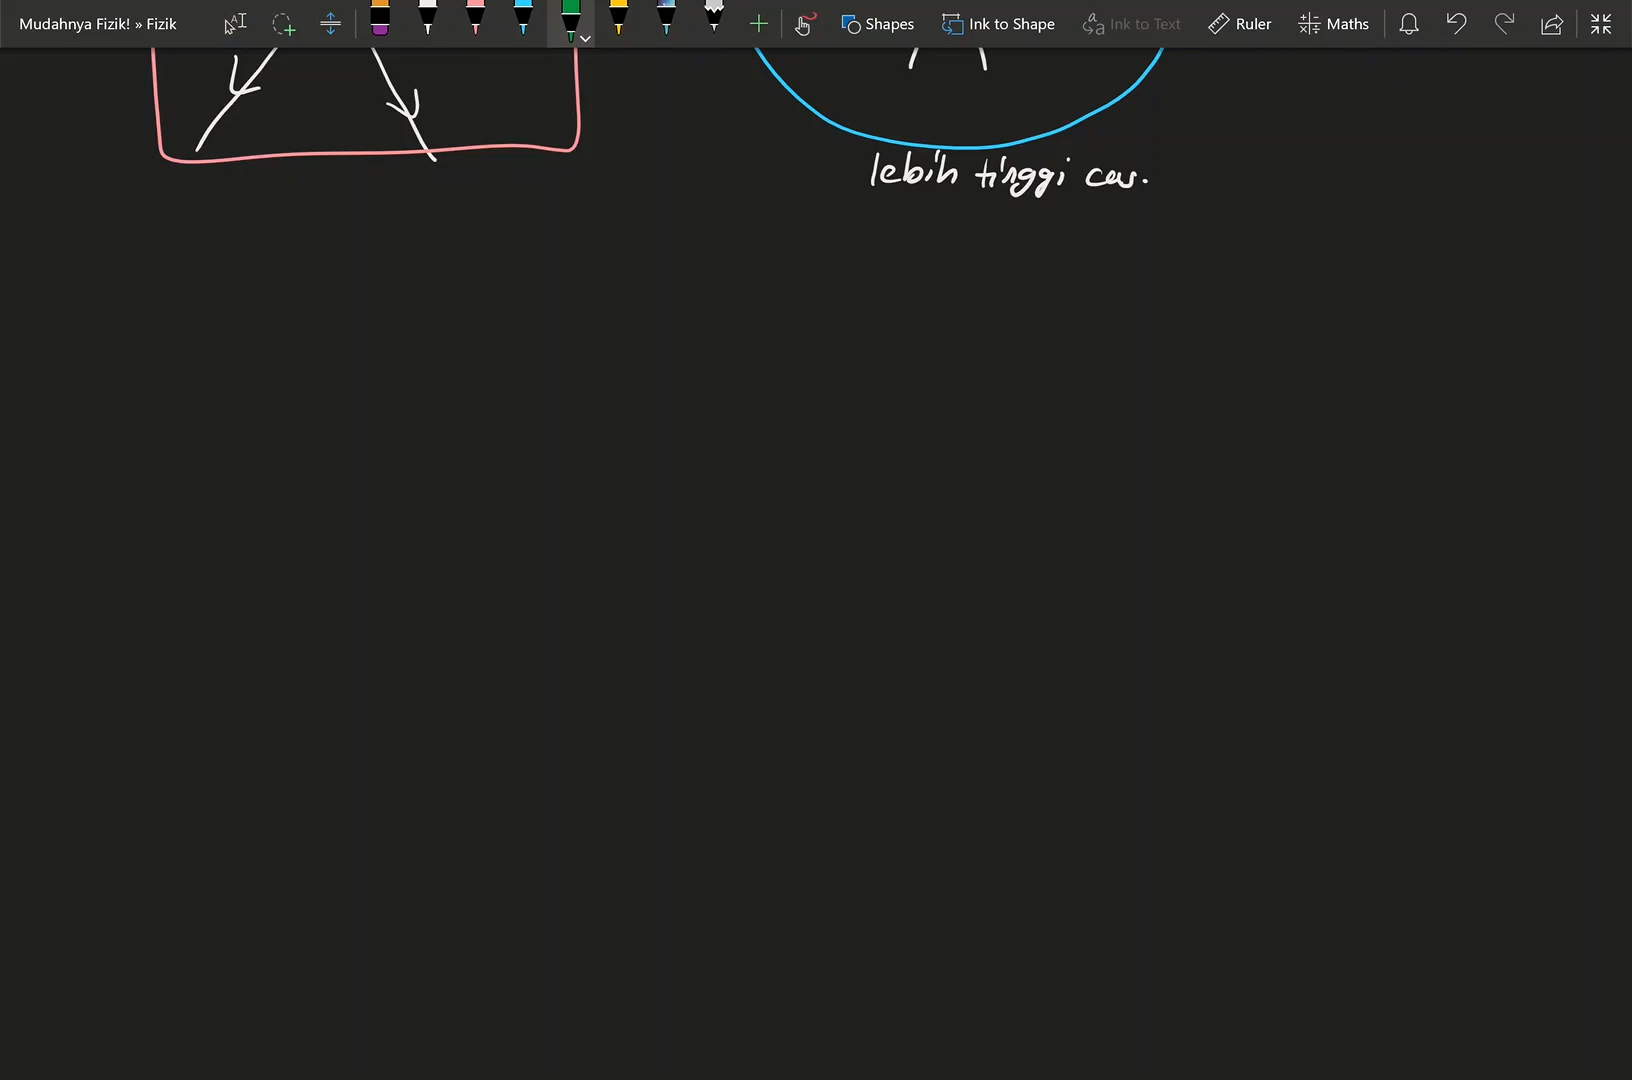 Mudahnya Fizik! » Fizik Shapes Ink to Shape Ink to Text Ruler Maths
lebih tinggi cas.